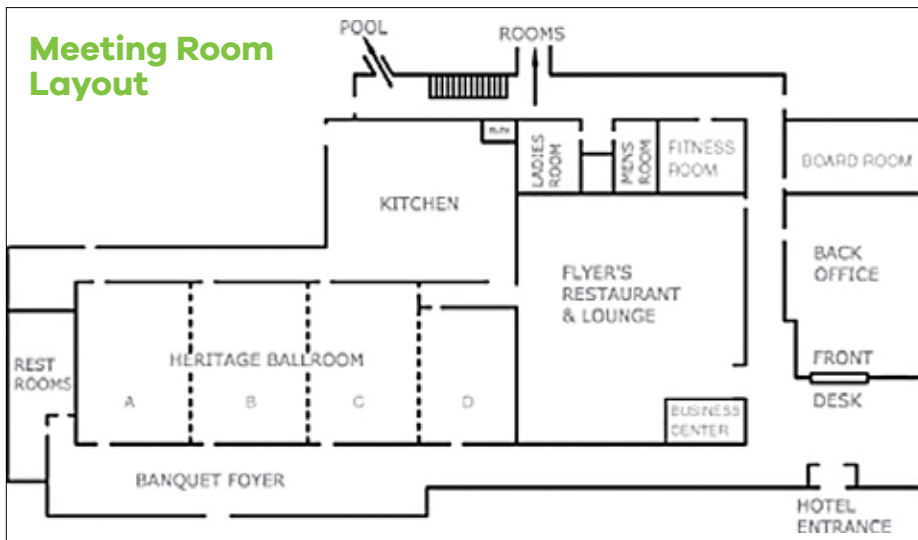 Meeting Room
Layout
POOL
ROOMS
LADIES
ROOM
MENS
ROOM
FITNESS
ROOM
BOARD ROOM
KITCHEN
FLYER'S
RESTAURANT
& LOUNGE
BACK
OFFICE
HERITAGE BALLROOM
REST
ROOMS
A
B
C
D
FRONT
DESK
BUSINESS
CENTER
BANQUET FOYER
HOTEL
ENTRANCE